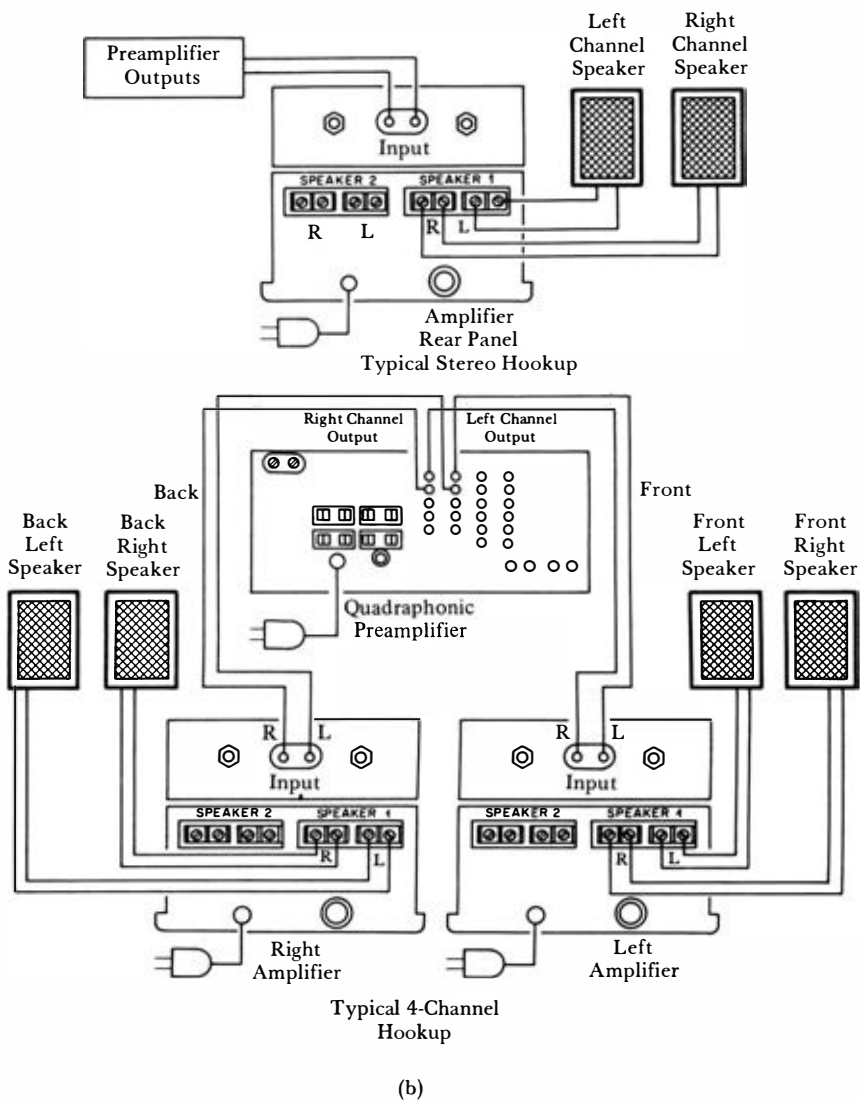 Preamplifier
Outputs
Left
Channel
Speaker
Right
Channel
Speaker
Input
SPEAKER 2
SPEAKER 1
R
L
R
L
Amplifier
Rear Panel
Typical Stereo Hookup
Right Channel
Output
Left Channel
Output
Back
Front
Back
Left
Speaker
Back
Right
Speaker
Front
Left
Speaker
Front
Right
Speaker
Quadraphonic
Preamplifier
R
L
Input
R
L
Input
SPEAKER 2
SPEAKER 1
R
L
SPEAKER 2
SPEAKER 1
R
L
Right
Amplifier
Left
Amplifier
Typical 4-Channel
Hookup
(b)